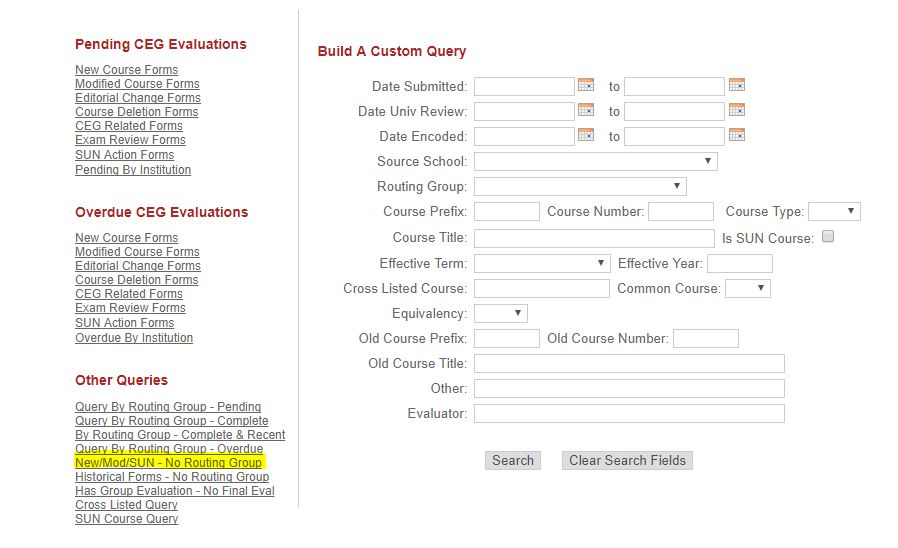 Pending CEG Evaluations
New Course Forms
Modified Course Forms
Editorial Change Forms
Course Deletion Forms
CEG Related Forms
Exam Review Forms
SUN Action Forms
Pending By Institution
Overdue CEG Evaluations
New Course Forms
Modified Course Forms
Editorial Change Forms
Course Deletion Forms
CEG Related Forms
Exam Review Forms
SUN Action Forms
Overdue By Institution
Other Queries
Query By Routing Group - Pending
Query By Routing Group - Complete
By Routing Group - Complete & Recent
Query By Routing Group - Overdue
New/Mod/SUN - No Routing Group
Historical Forms - No Routing Group
Has Group Evaluation - No Final Eval
Cross Listed Query
SUN Course Query
Build A Custom Query
Date Submitted: to
Date Univ Review: to
Date Encoded: to
Source School:
Routing Group:
Course Prefix: Course Number: Course Type:
Course Title: Is SUN Course:
Effective Term: Effective Year:
Cross Listed Course: Common Course:
Equivalency:
Old Course Prefix: Old Course Number:
Old Course Title:
Other:
Evaluator:
Search Clear Search Fields